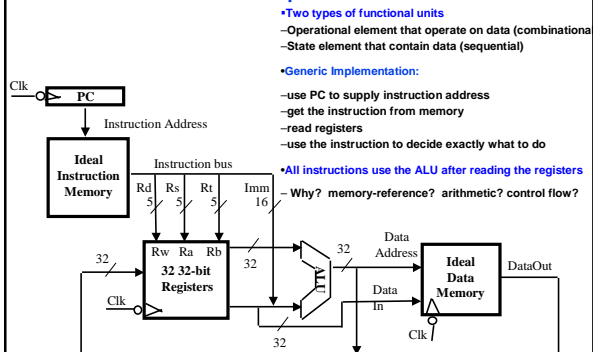 ▪Two types of functional units
–Operational element that operate on data (combinationa
–State element that contain data (sequential)
•Generic Implementation:
–use PC to supply instruction address
–get the instruction from memory
–read registers
–use the instruction to decide exactly what to do
•All instructions use the ALU after reading the registers
– Why? memory-reference? arithmetic? control flow?
Clk
PC
Instruction Address
Ideal
Instruction
Memory
Instruction bus
Rd Rs Rt Imm
5 5 5 16
Rw Ra Rb
32 32-bit
Registers
32
Clk
32
32
ALU
32
Data
Address
Data
In
Ideal
Data
Memory
DataOut
Clk